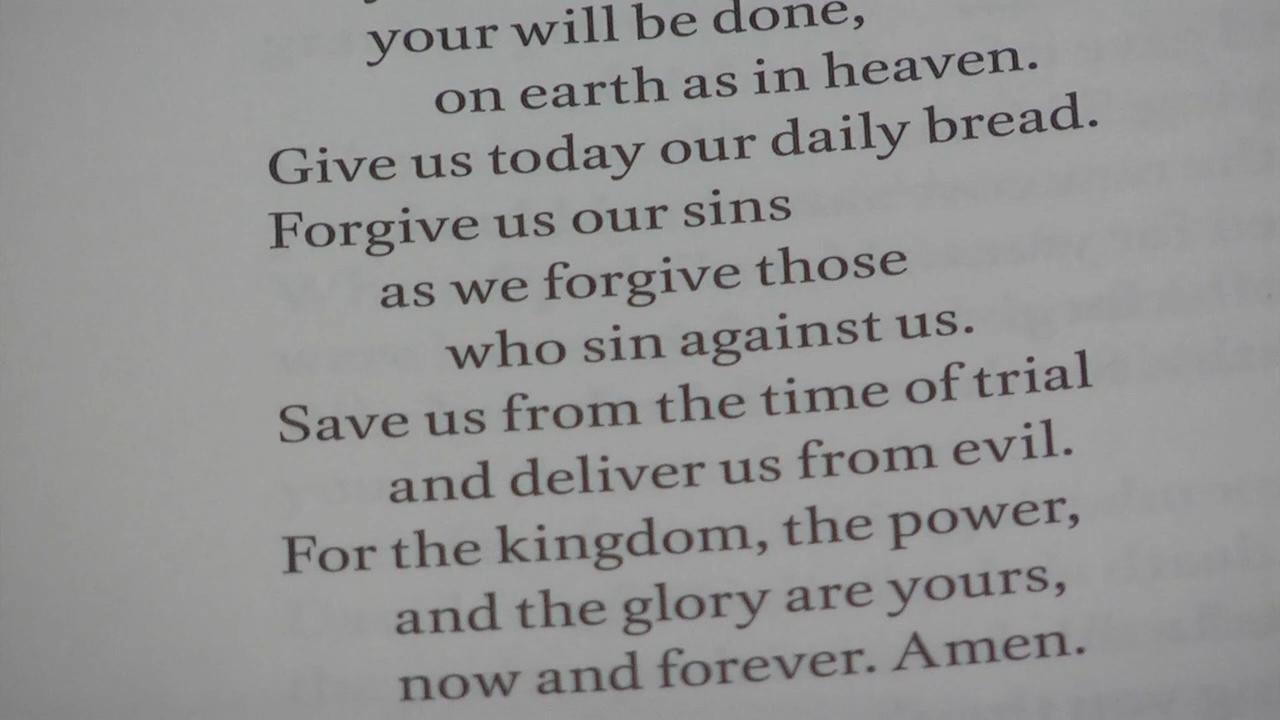 your will be done,
on earth as in heaven.
Give us today our daily bread.
Forgive us our sins
as we forgive those
who sin against us.
Save us from the time of trial
and deliver us from evil.
For the kingdom, the power,
and the glory are yours,
now and forever. Amen.